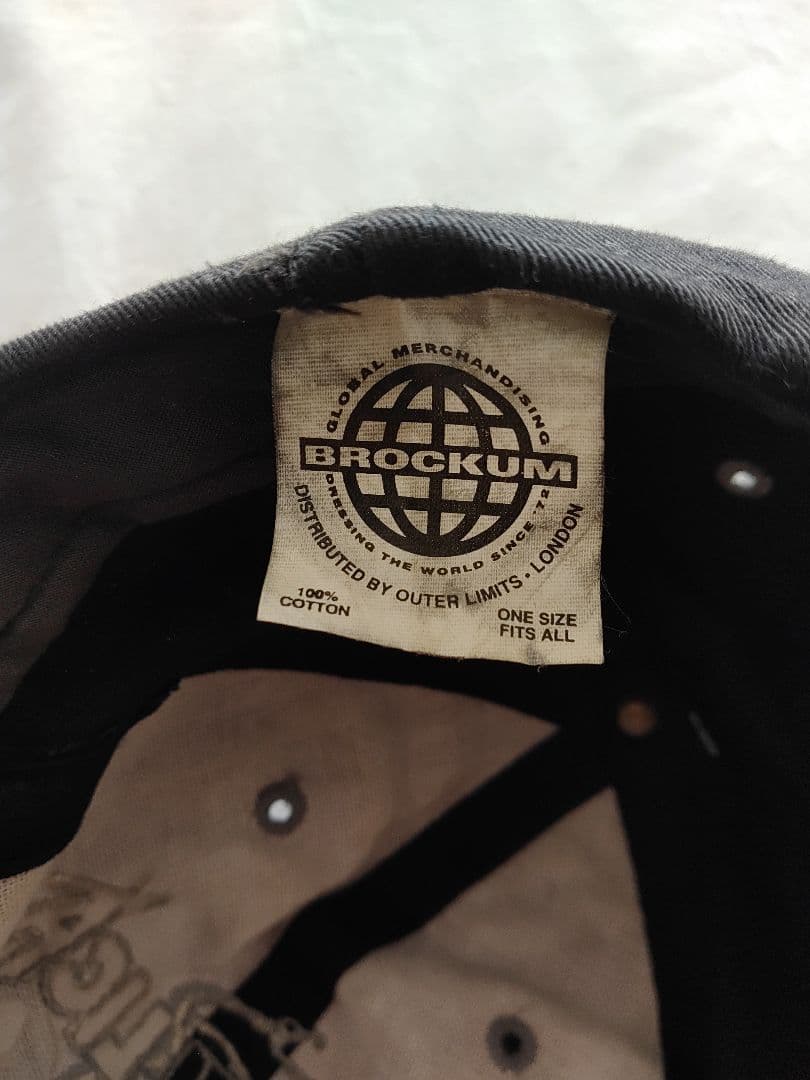 GLOBAL MERCHANDISING
BROCKUM
DRESSING THE WORLD SINCE '72
DISTRIBUTED BY OUTER LIMITS • LONDON
100%
COTTON
ONE SIZE
FITS ALL